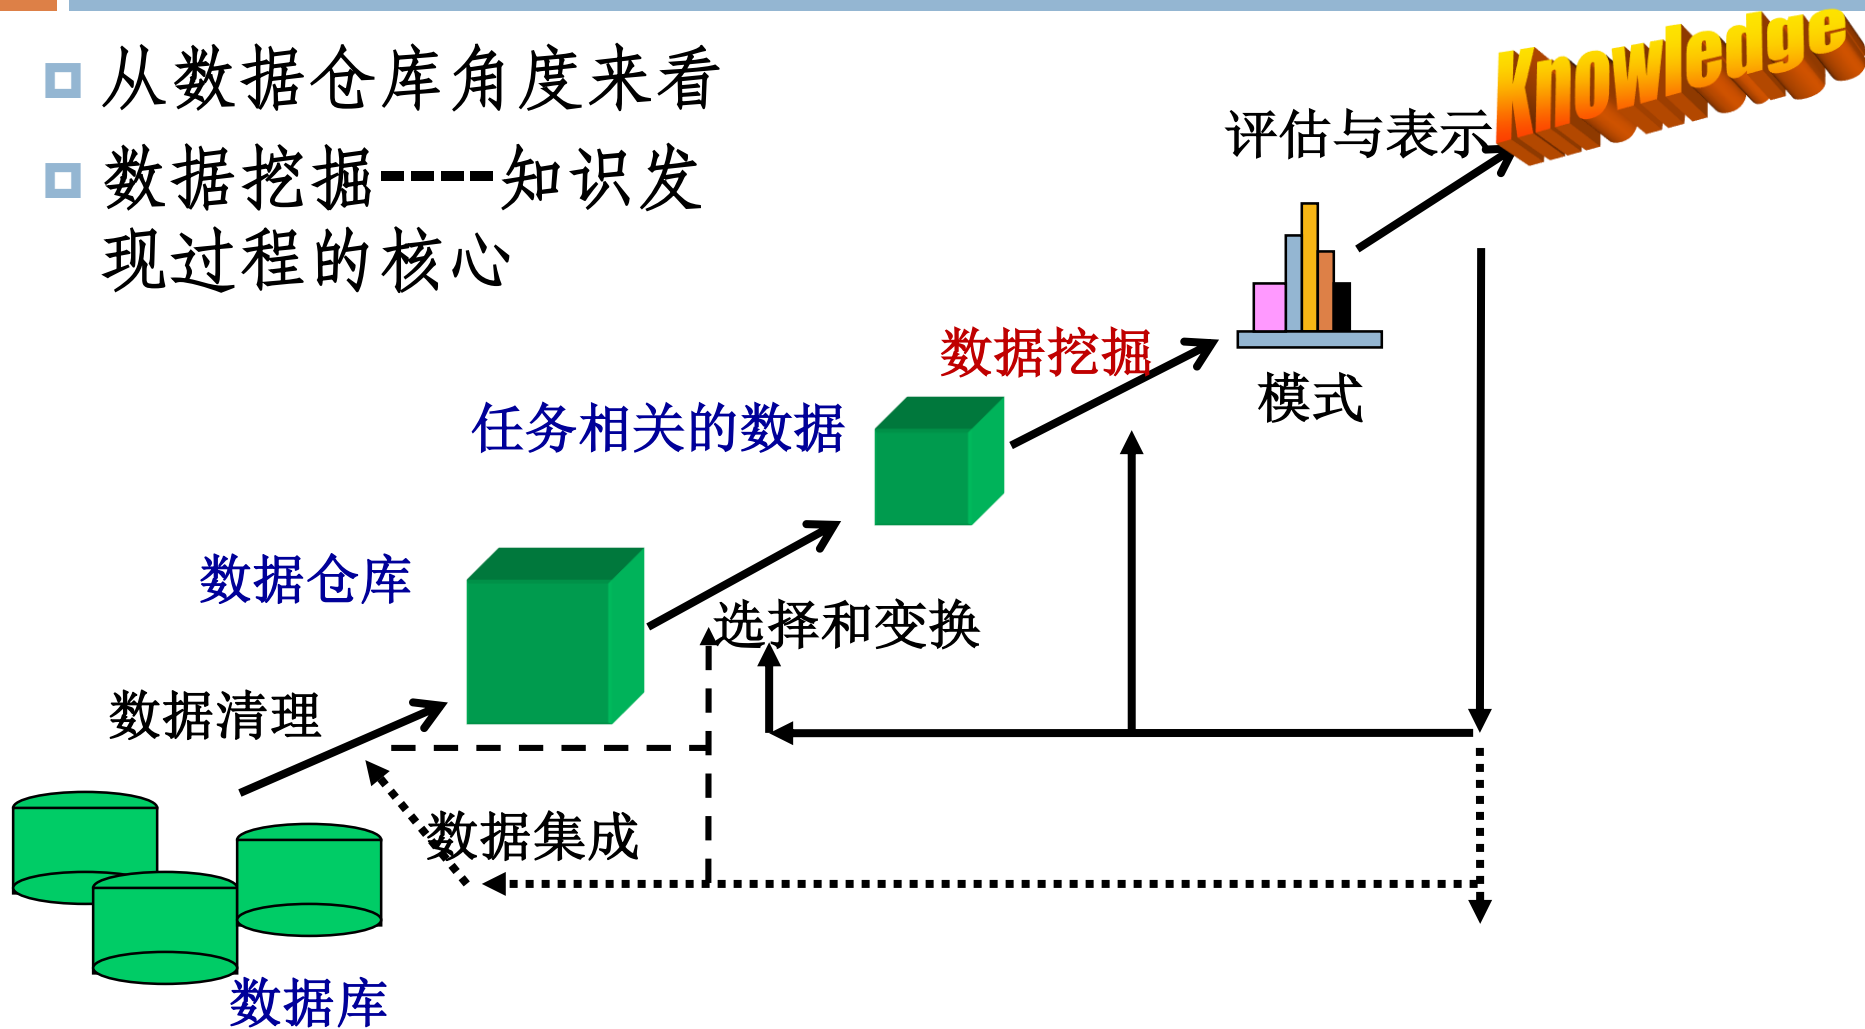 从数据仓库角度来看
数据挖掘----知识发
现过程的核心
Knowledge
评估与表示
数据挖掘
模式
任务相关的数据
数据仓库
选择和变换
数据清理
数据集成
数据库